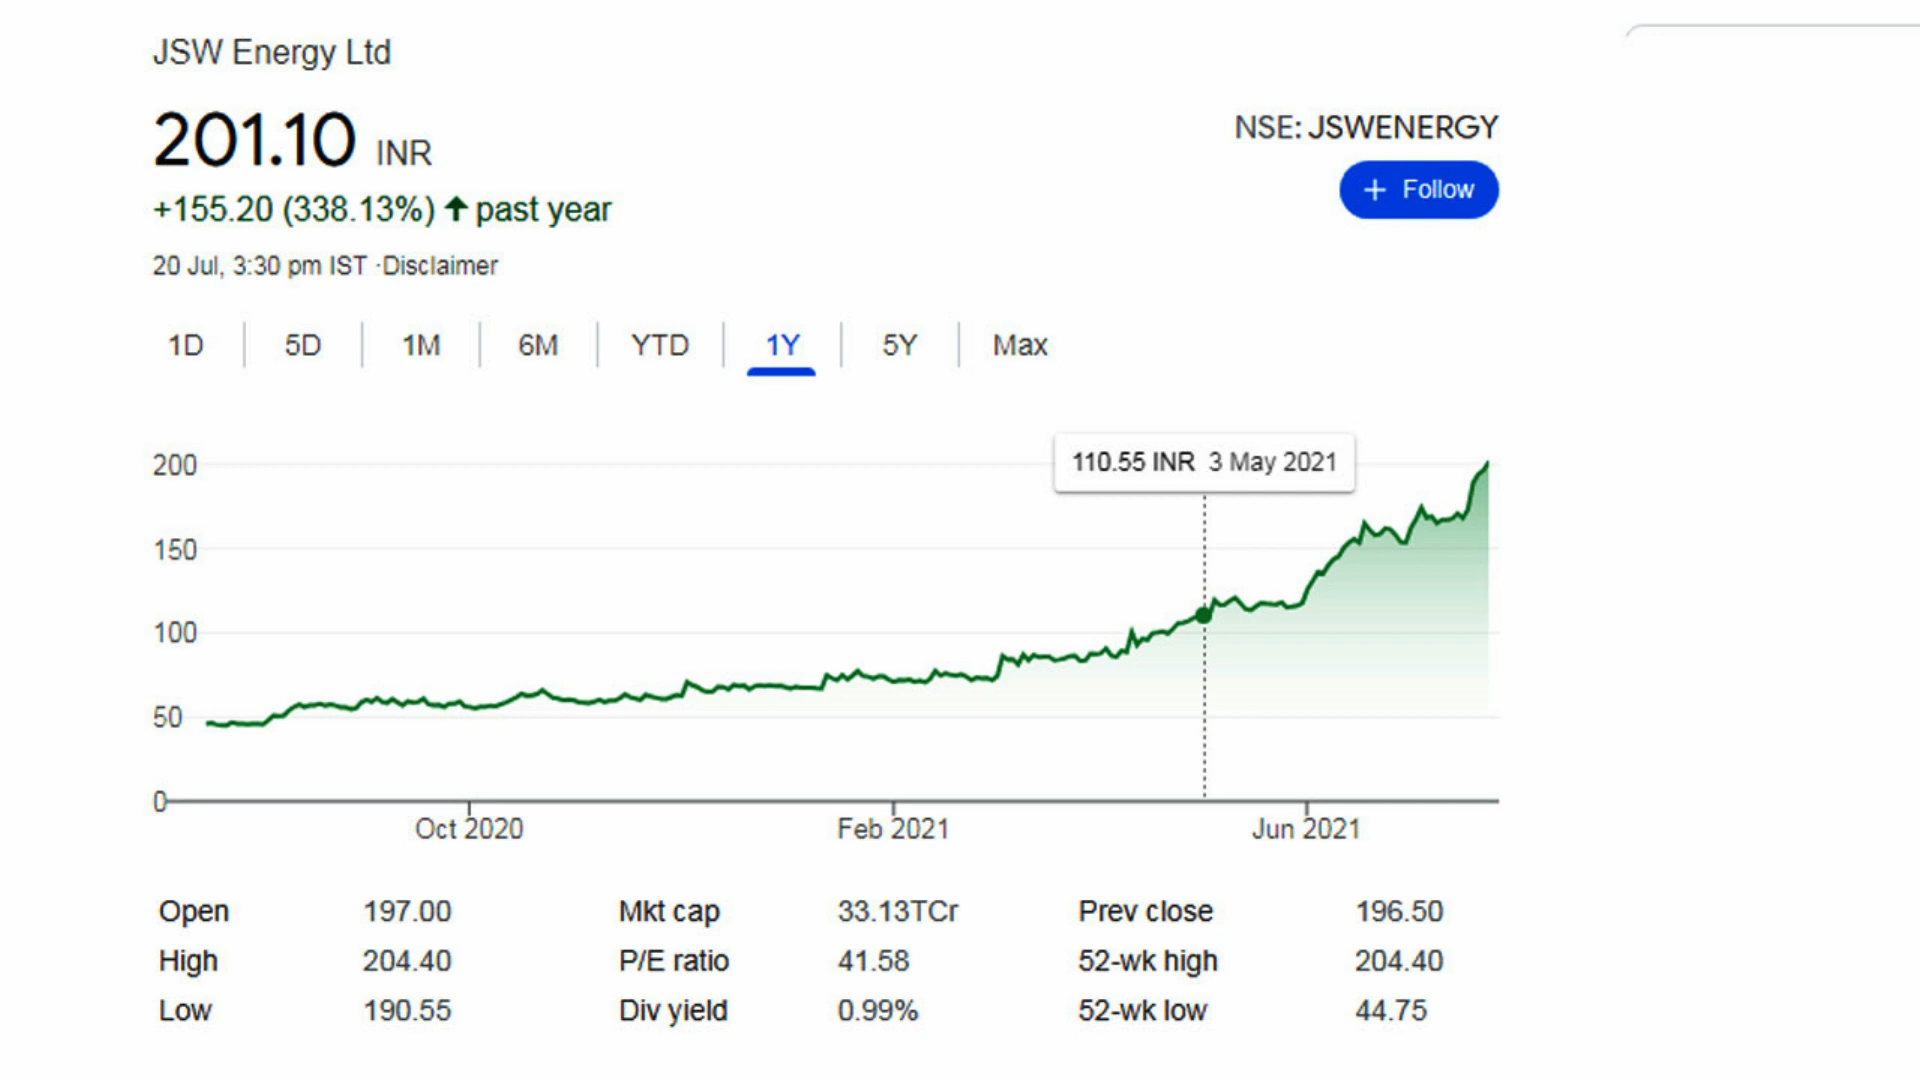 JSW Energy Ltd
201.10 INR
NSE: JSWENERGY
+ Follow
+155.20 (338.13%) ↑ past year
20 Jul, 3:30 pm IST ·Disclaimer
1D 5D 1M 6M YTD 1Y 5Y Max
110.55 INR 3 May 2021
200
150
100
50
0
Oct 2020 Feb 2021 Jun 2021
Open 197.00 Mkt cap 33.13TCr Prev close 196.50
High 204.40 P/E ratio 41.58 52-wk high 204.40
Low 190.55 Div yield 0.99% 52-wk low 44.75